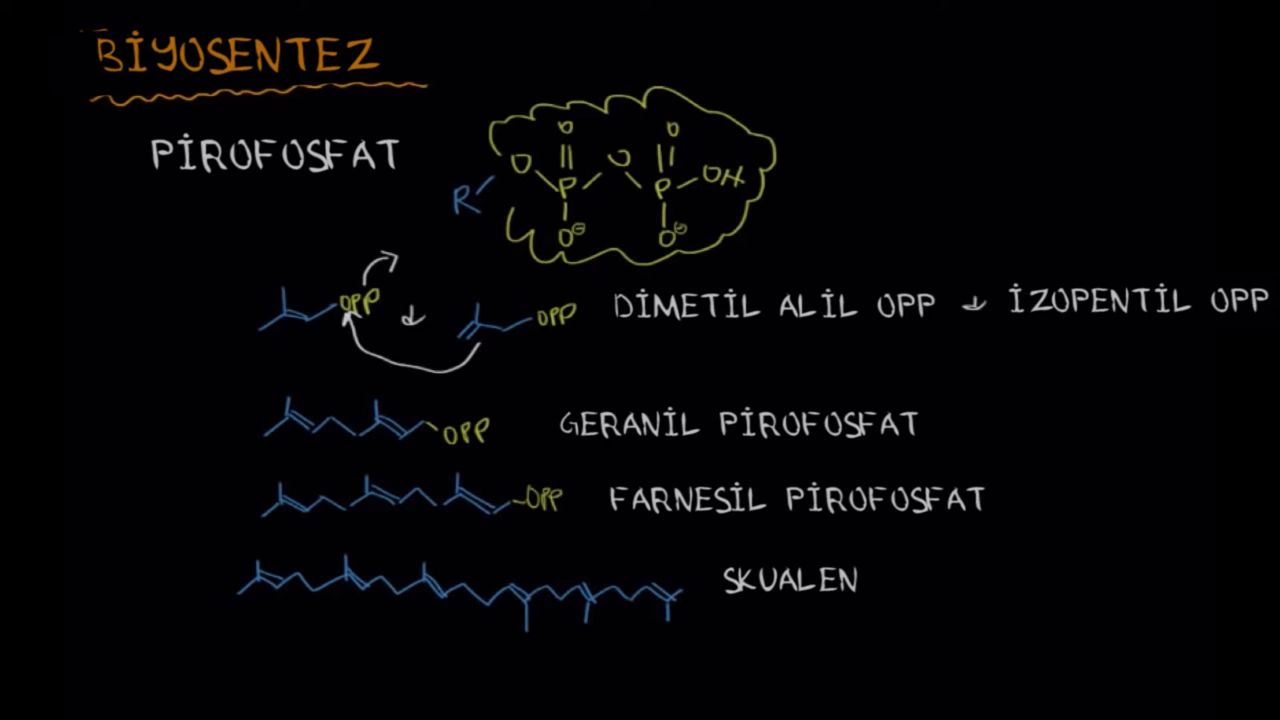 BİYOSENTEZ
PİROFOSFAT
R O P O P OH
O O
O⊖ O⊖
OPP
OPP
DİMETİL ALİL OPP + İZOPENTİL OPP
OPP
GERANİL PİROFOSFAT
OPP
FARNESİL PİROFOSFAT
SKUALEN